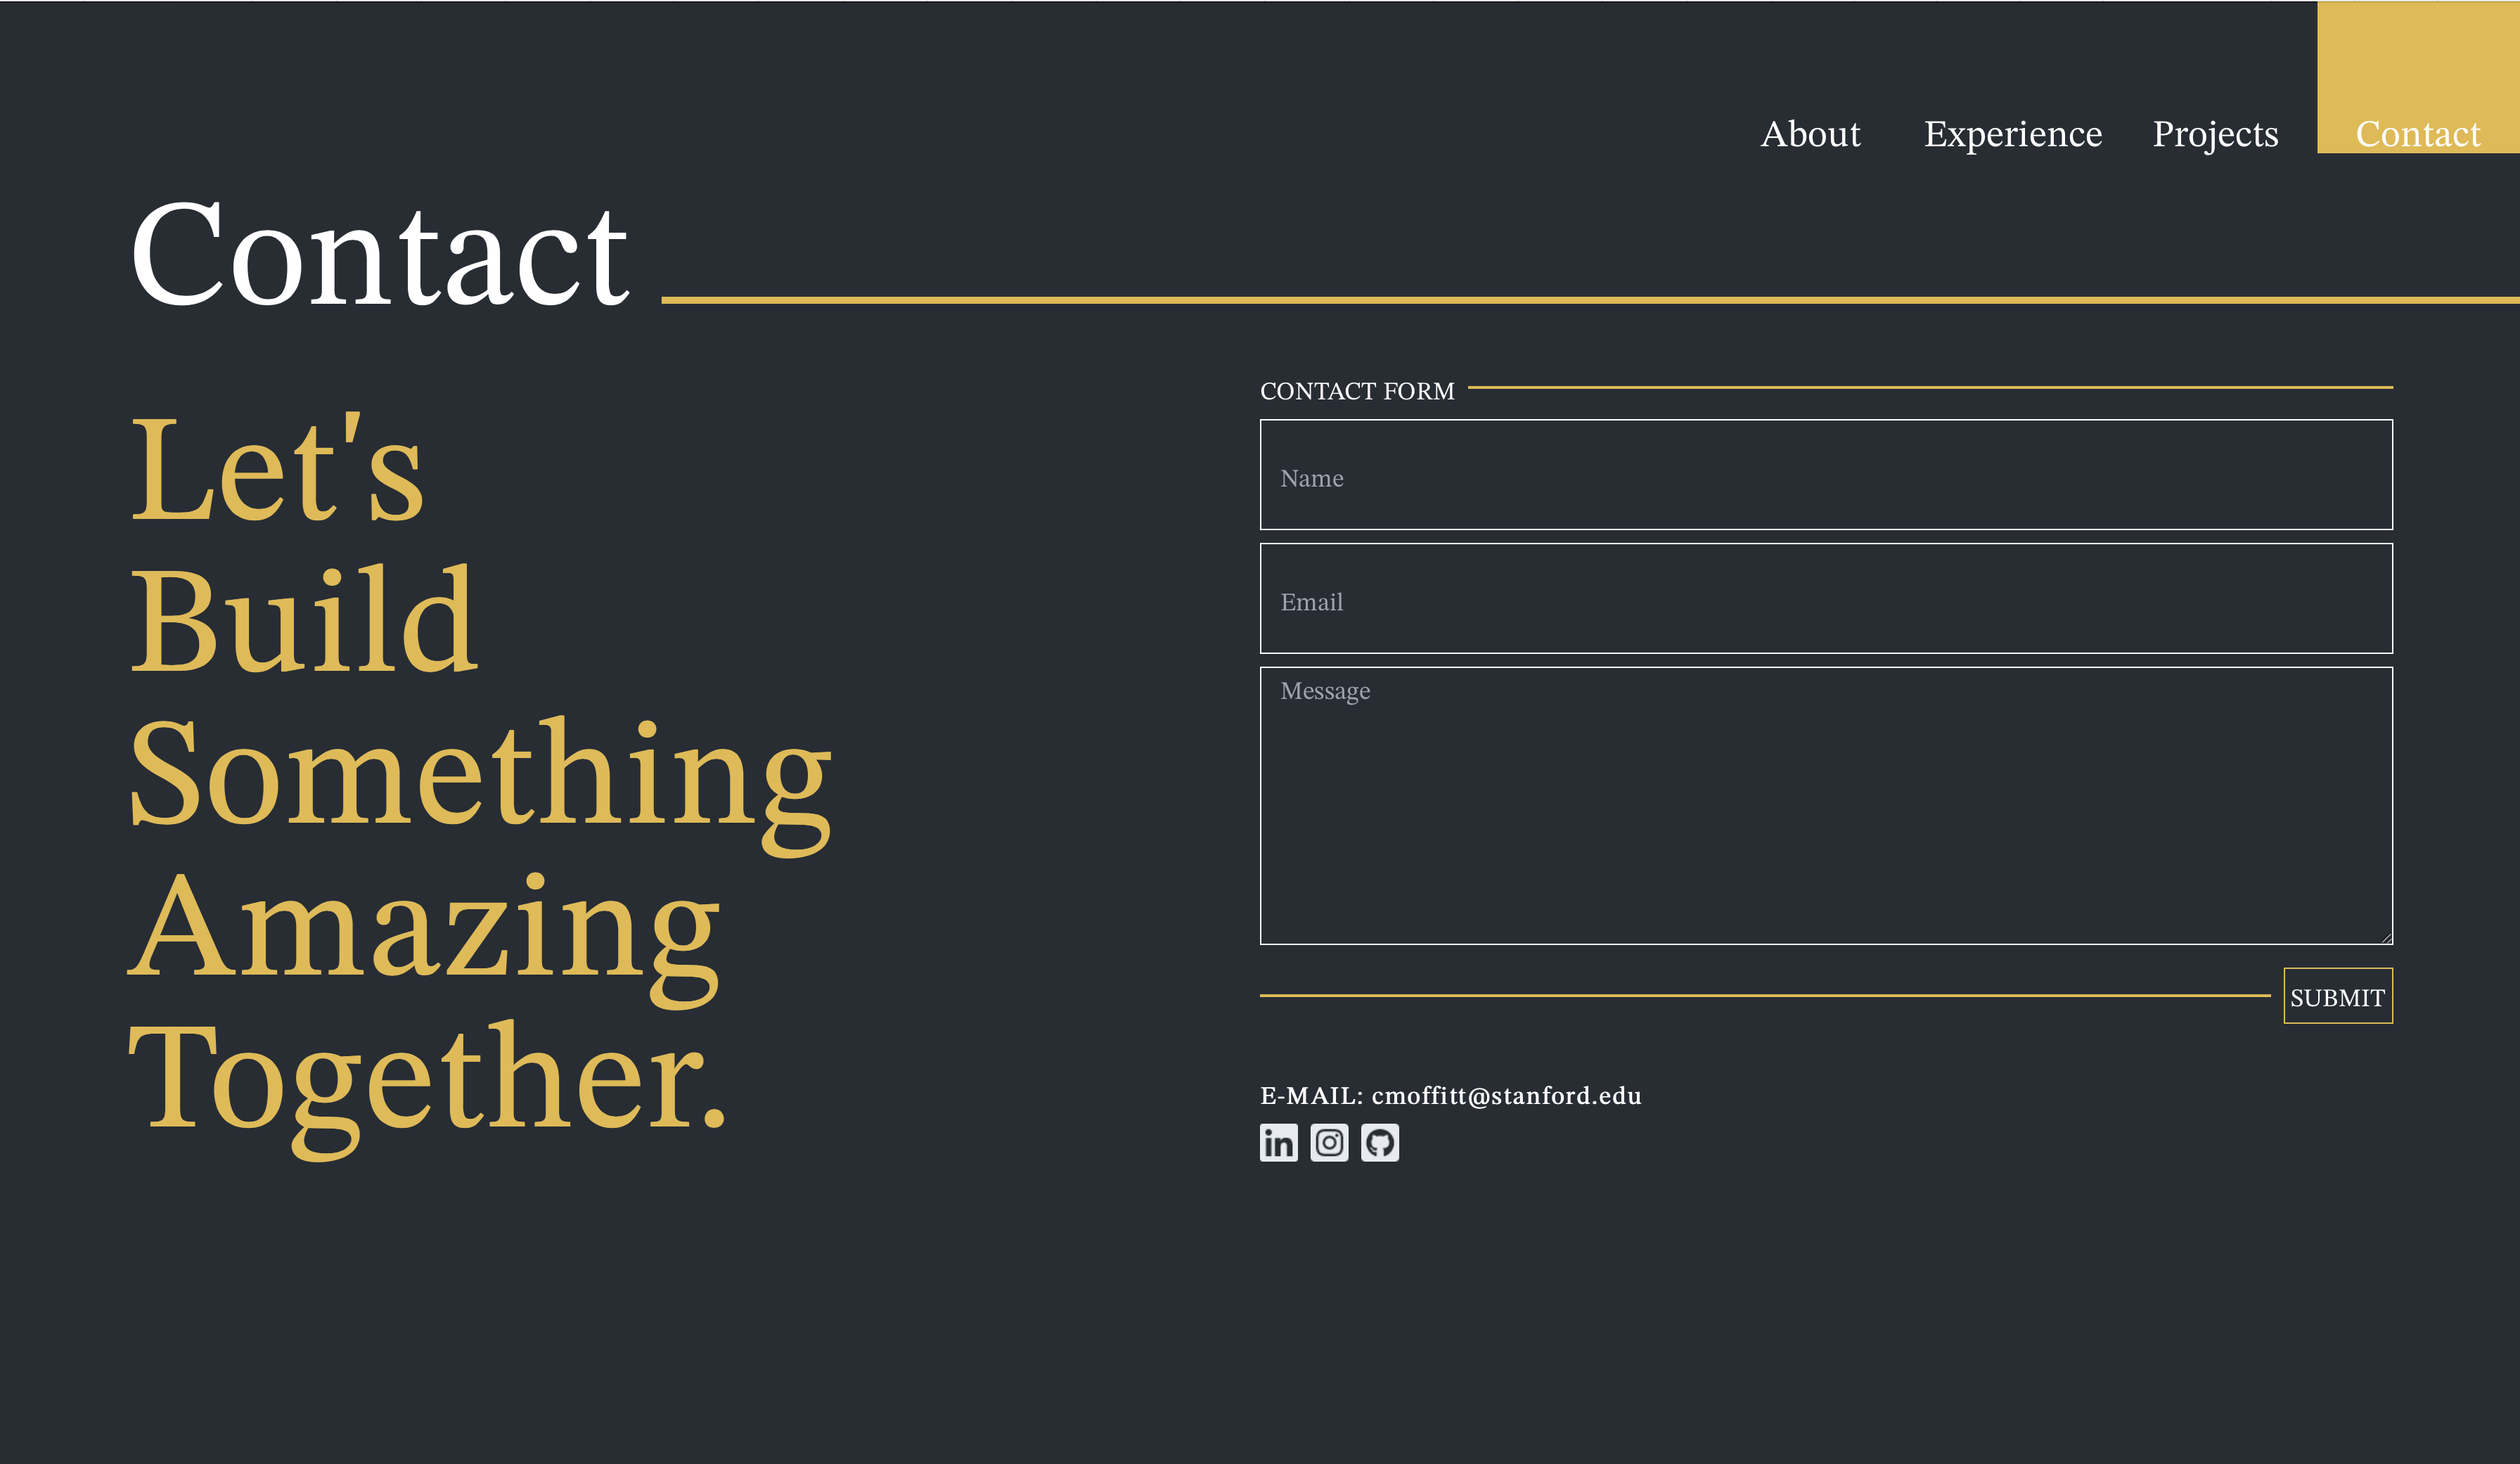 About Experience Projects Contact
Contact
Let's
Build
Something
Amazing
Together.
CONTACT FORM
Name
Email
Message
SUBMIT
E-MAIL: cmoffitt@stanford.edu
in